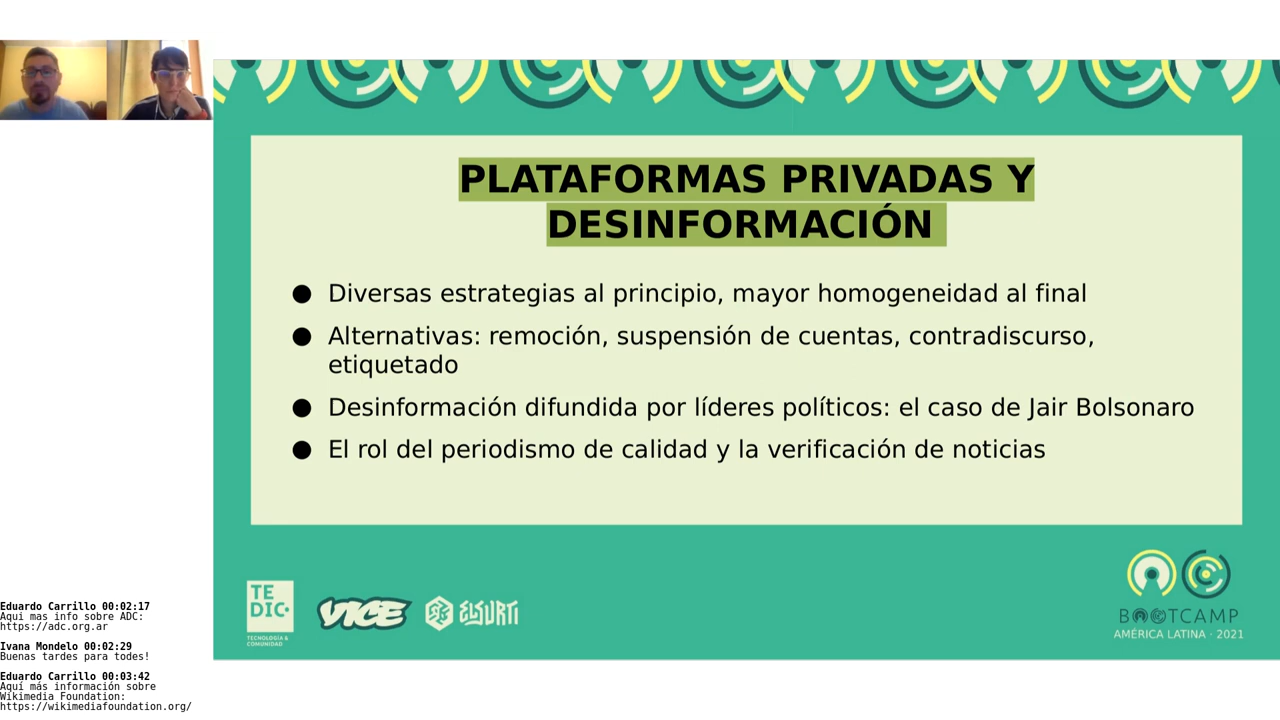 PLATAFORMAS PRIVADAS Y
DESINFORMACIÓN
● Diversas estrategias al principio, mayor homogeneidad al final
● Alternativas: remoción, suspensión de cuentas, contradiscurso,
etiquetado
● Desinformación difundida por líderes políticos: el caso de Jair Bolsonaro
● El rol del periodismo de calidad y la verificación de noticias
TE
DIC
TECNOLOGÍA &
COMUNIDAD
VICE
ELSURTI
BOOTCAMP
AMÉRICA LATINA · 2021
Eduardo Carrillo 00:02:17
Aqui mas info sobre ADC:
https://adc.org.ar
Ivana Mondelo 00:02:29
Buenas tardes para todes!
Eduardo Carrillo 00:03:42
Aquí más información sobre
Wikimedia Foundation:
https://wikimediafoundation.org/